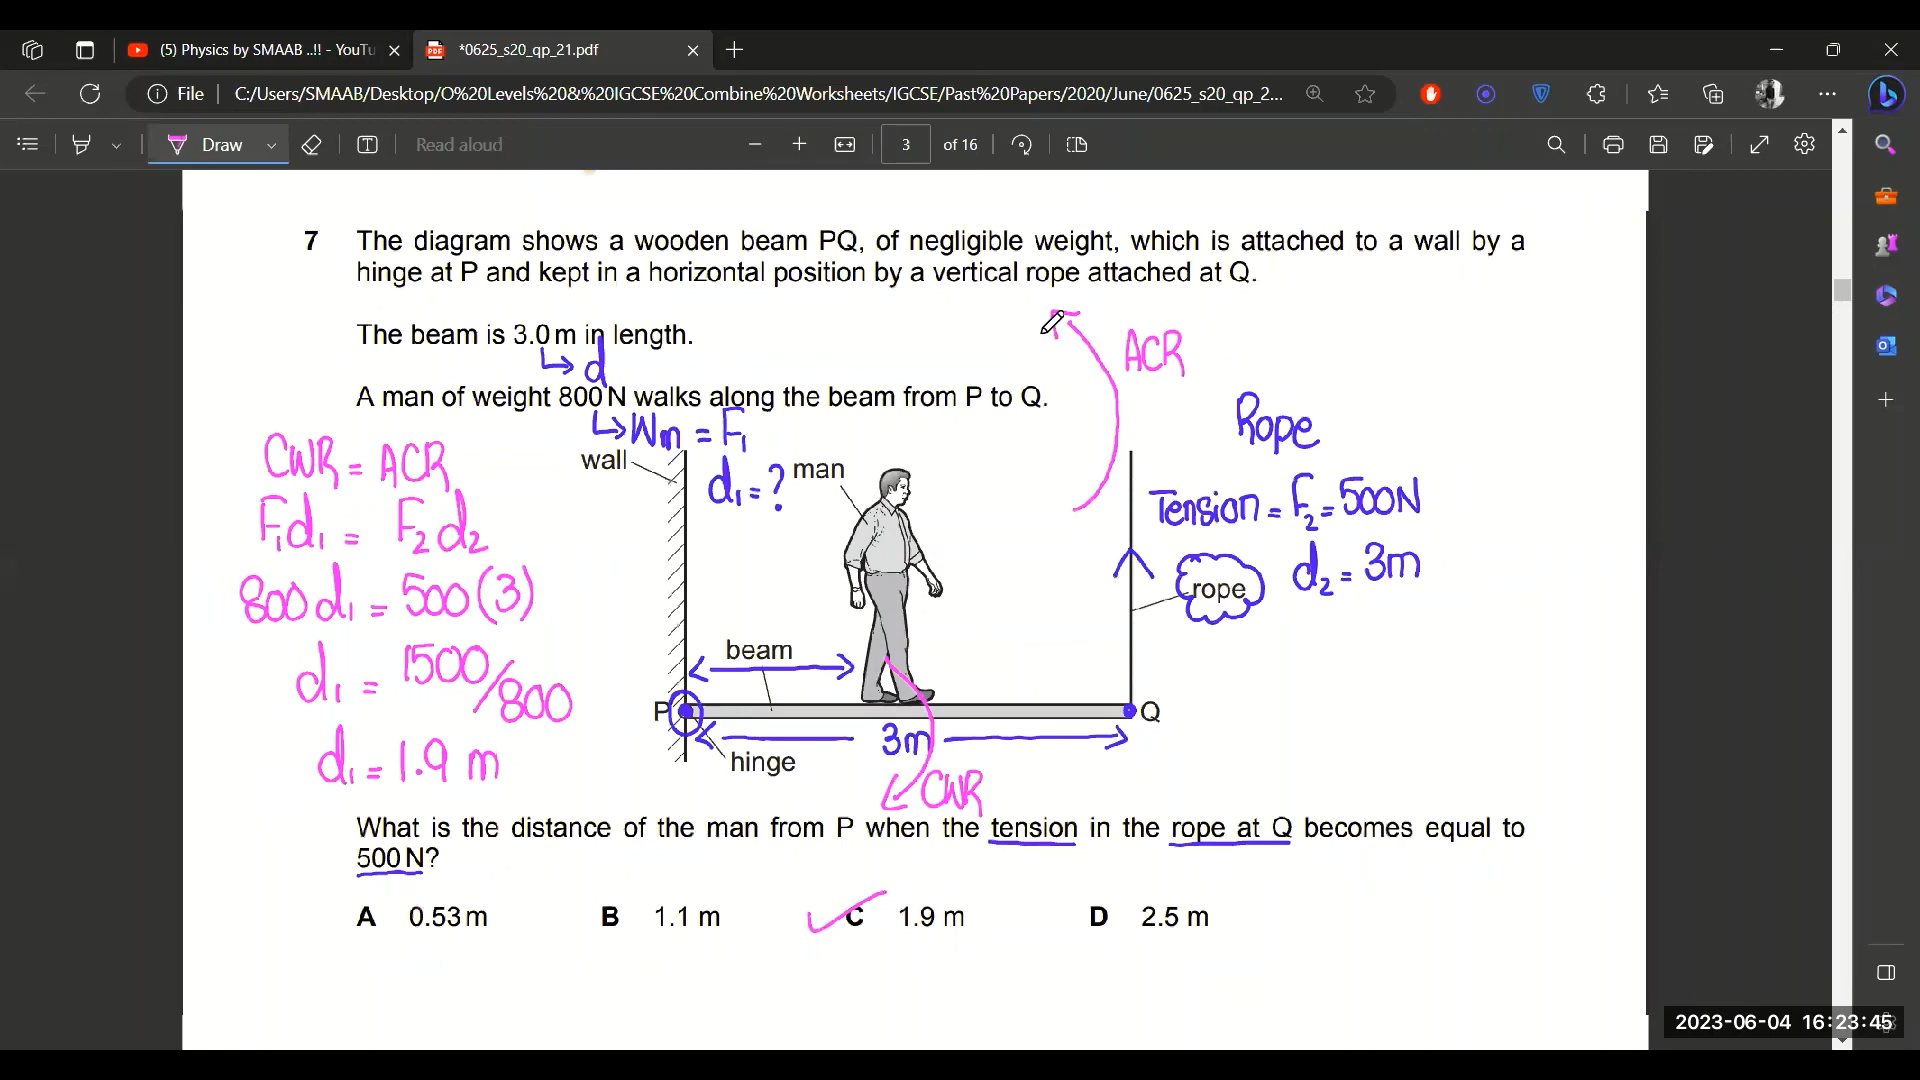 (5) Physics by SMAAB ..!! - YouTu
*0625_s20_qp_21.pdf
File
C:/Users/SMAAB/Desktop/O%20Levels%20&%20IGCSE%20Combine%20Worksheets/IGCSE/Past%20Papers/2020/June/0625_s20_qp_2...
Draw
Read aloud
3 of 16
7 The diagram shows a wooden beam PQ, of negligible weight, which is attached to a wall by a
hinge at P and kept in a horizontal position by a vertical rope attached at Q.
The beam is 3.0 m in length.
d
ACR
A man of weight 800 N walks along the beam from P to Q.
Wm = F1
Rope
CWR = ACR
wall
d1 = ?
man
F1d1 = F2d2
Tension = F2 = 500N
d2 = 3m
rope
800d1 = 500(3)
beam
d1 = 1500/800
P
Q
3m
hinge
d1 = 1.9 m
CWR
What is the distance of the man from P when the tension in the rope at Q becomes equal to
500 N?
A 0.53 m B 1.1 m C 1.9 m D 2.5 m
2023-06-04 16:23:45